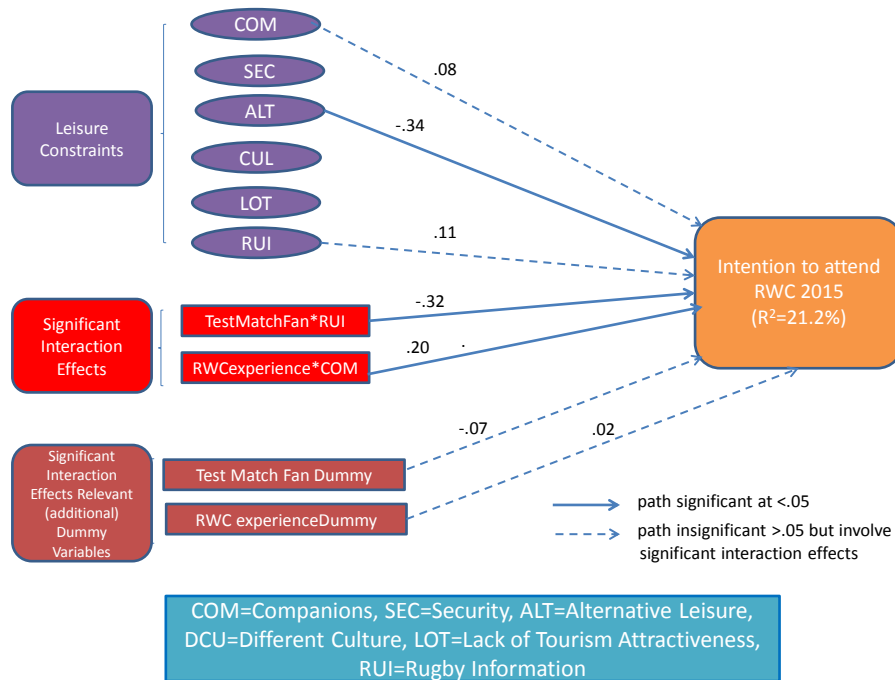 COM
SEC
ALT
CUL
LOT
RUI
Leisure
Constraints
.08
-.34
.11
Intention to attend
RWC 2015
(R²=21.2%)
Significant
Interaction
Effects
TestMatchFan*RUI
RWCexperience*COM
-.32
.20
.
Significant
Interaction
Effects Relevant
(additional)
Dummy
Variables
Test Match Fan Dummy
RWC experienceDummy
-.07
.02
path significant at <.05
path insignificant >.05 but involve
significant interaction effects
COM=Companions, SEC=Security, ALT=Alternative Leisure,
DCU=Different Culture, LOT=Lack of Tourism Attractiveness,
RUI=Rugby Information